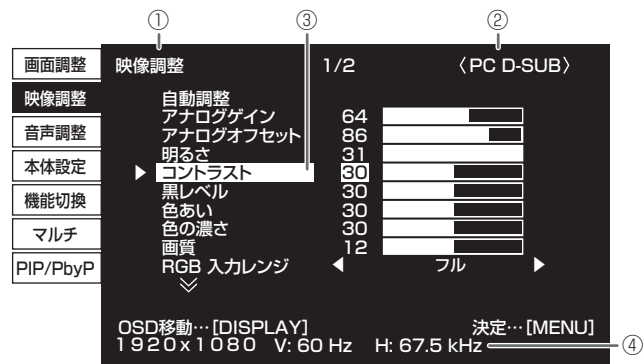 ① ③ ②
画面調整
映像調整
音声調整
本体設定
機能切換
マルチ
PIP/PbyP
映像調整 1/2 〈PC D-SUB〉
自動調整
アナログゲイン 64
アナログオフセット 86
明るさ 31
コントラスト 30
黒レベル 30
色あい 30
色の濃さ 30
画質 12
RGB 入力レンジ フル
OSD移動…[DISPLAY] 決定…[MENU]
1920x1080 V: 60 Hz H: 67.5 kHz ④